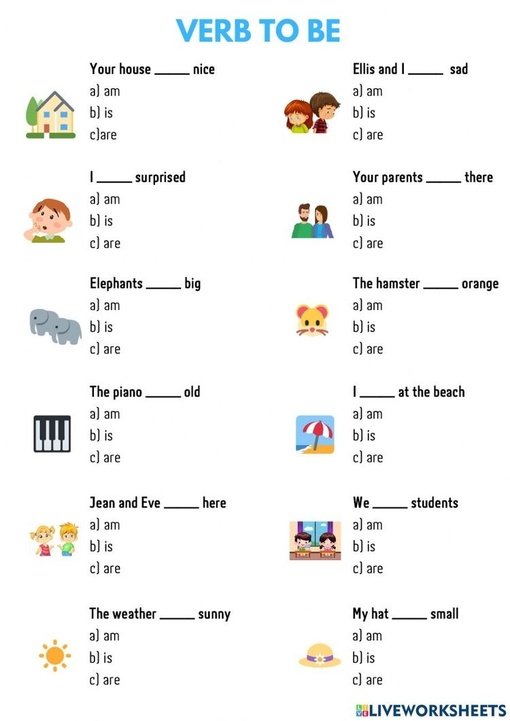 VERB TO BE
Your house _____ nice
a) am
b) is
c)are
Ellis and I _____ sad
a) am
b) is
c) are
I _____ surprised
a) am
b) is
c) are
Your parents _____ there
a) am
b) is
c) are
Elephants _____ big
a) am
b) is
c) are
The hamster _____ orange
a) am
b) is
c) are
The piano _____ old
a) am
b) is
c) are
I _____ at the beach
a) am
b) is
c) are
Jean and Eve _____ here
a) am
b) is
c) are
We _____ students
a) am
b) is
c) are
The weather _____ sunny
a) am
b) is
c) are
My hat _____ small
a) am
b) is
c) are
LIVEWORKSHEETS